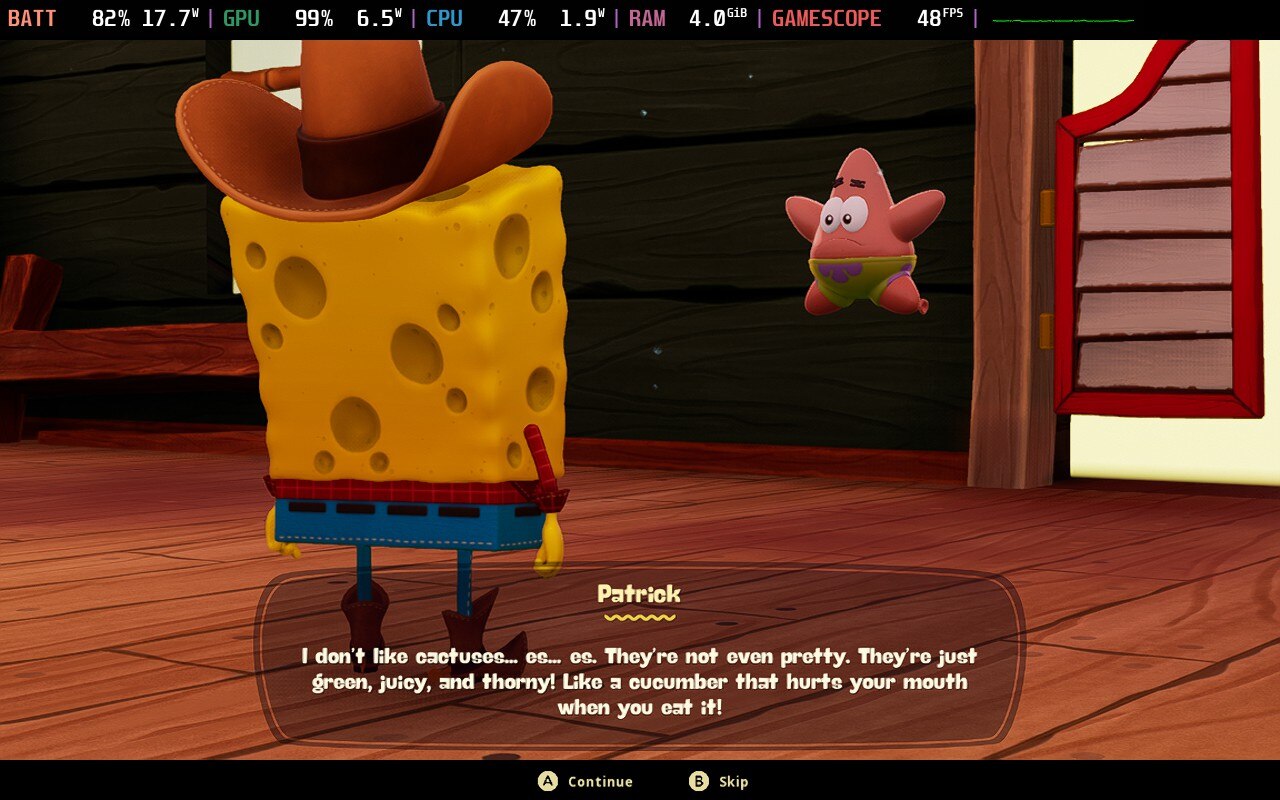 BATT 82% 17.7W | GPU 99% 6.5W | CPU 47% 1.9W | RAM 4.0GiB | GAMESCOPE 48FPS |
Patrick
I don't like cactuses... es... es. They're not even pretty. They're just
green, juicy, and thorny! Like a cucumber that hurts your mouth
when you eat it!
A Continue B Skip